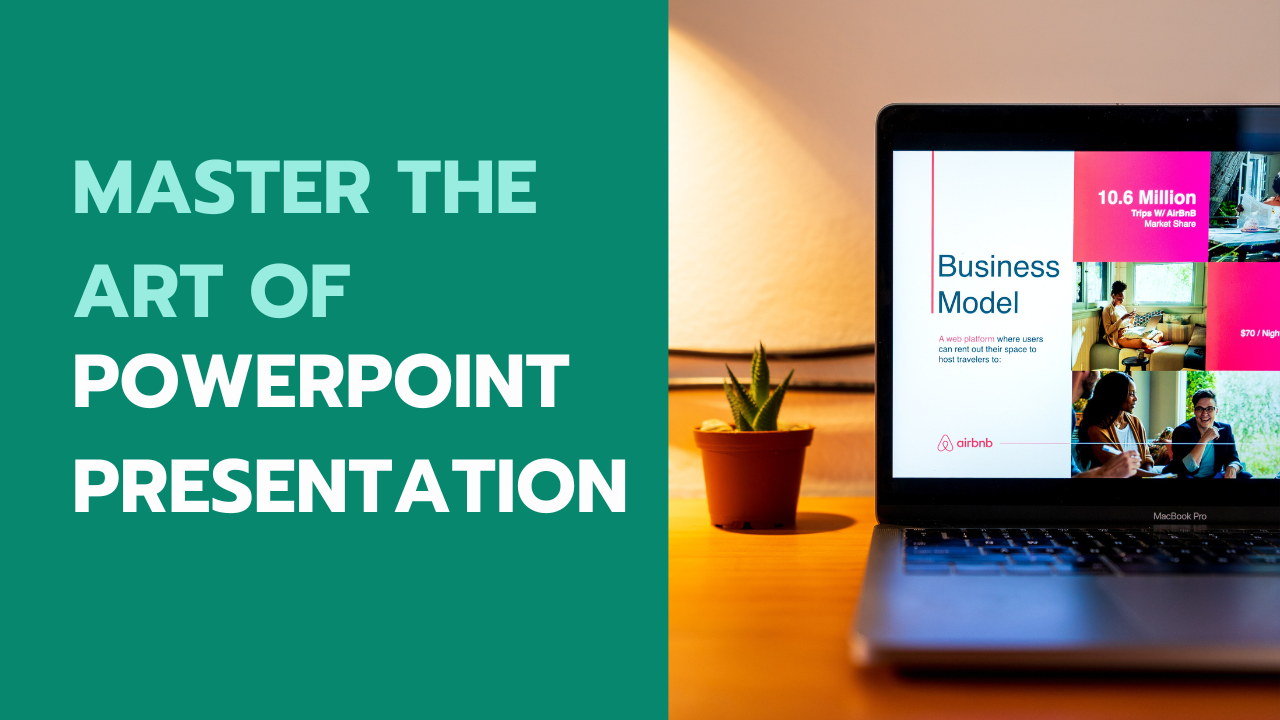 MASTER THE
ART OF
POWERPOINT
PRESENTATION
10.6 Million
Trips W/ AirBnB
Market Share
Business
Model
$70 / Nigh
A web platform where users
can rent out their space to
host travelers to:
airbnb
MacBook Pro